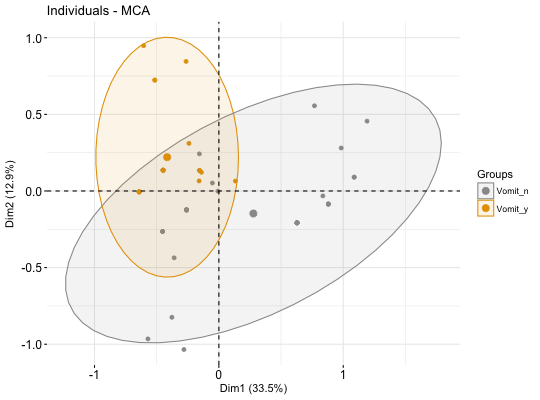 Individuals - MCA
1.0
0.5
0.0
-0.5
-1.0
Dim2 (12.9%)
-1
0
1
Dim1 (33.5%)
Groups
Vomit_n
Vomit_y